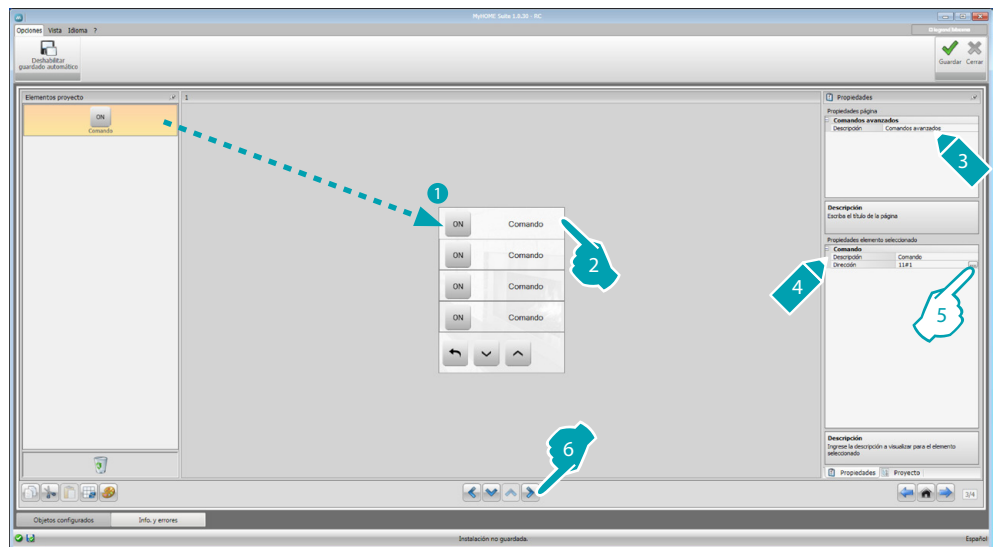 MyHOME Suite 1.0.30 - RC
Opciones Vista Idioma ?
Deshabilitar
guardado automático
Guardar Cerrar
Elementos proyecto
1
ON
Comando
1
ON Comando
ON Comando
ON Comando
ON Comando
2
Propiedades
Propiedades página
Comandos avanzados
Descripción Comandos avanzados
3
Descripción
Escriba el título de la página
Propiedades elemento seleccionado
Comando
Descripción Comando
Dirección 11#1 ...
4
5
Descripción
Ingrese la descripción a visualizar para el elemento
seleccionado
Propiedades Proyecto
6
3/4
Objetos configurados Info. y errores
Instalación no guardada.
Español